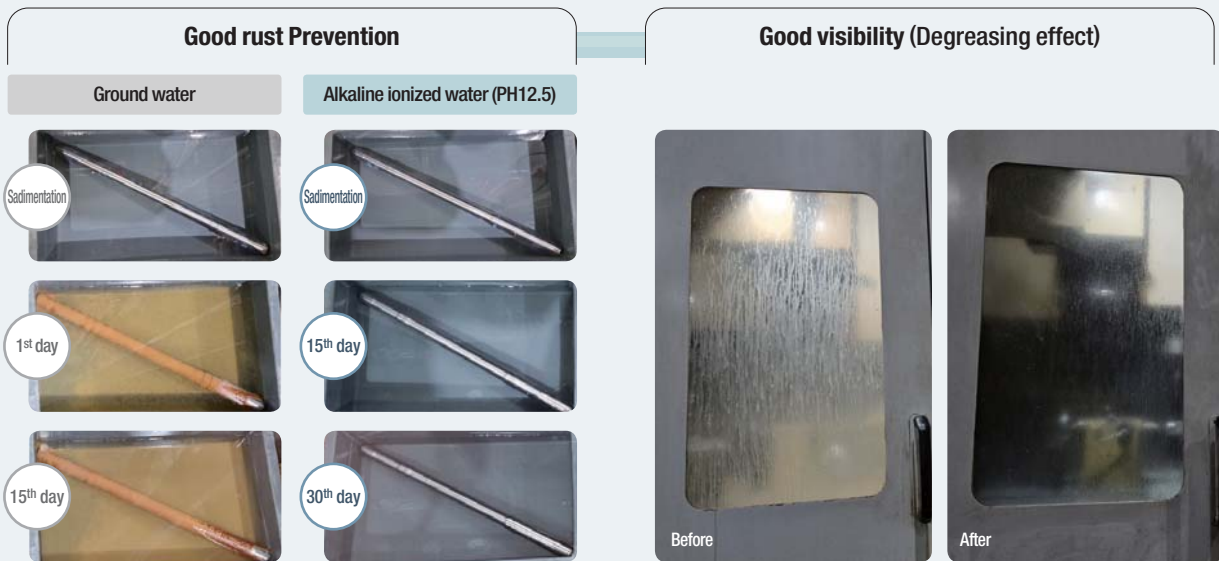 Good rust Prevention
Ground water
Alkaline ionized water (PH12.5)
Sadimentation
Sadimentation
1st day
15th day
15th day
30th day
Good visibility (Degreasing effect)
Before
After